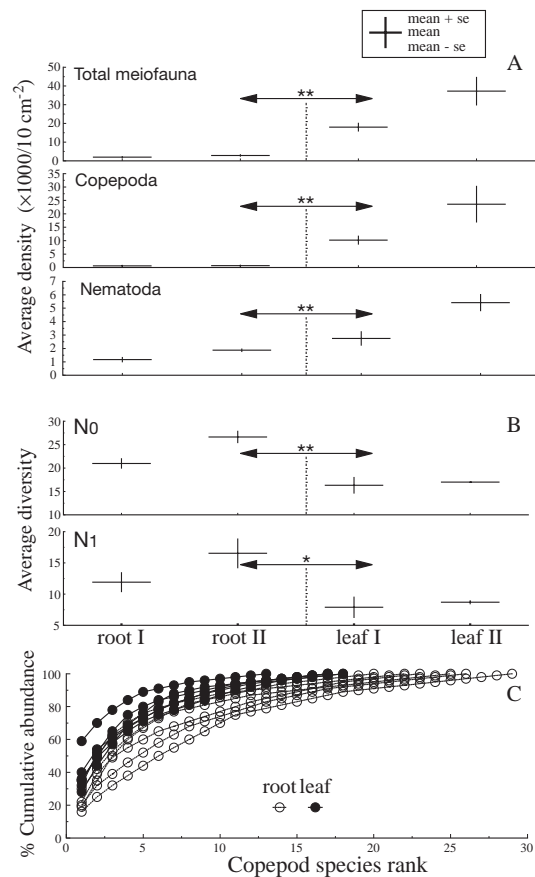 mean + se
mean
mean - se
A
Total meiofauna
**
50
40
30
20
10
0
Copepoda
**
35
30
25
20
15
10
5
0
Nematoda
**
7
6
5
4
3
2
1
0
Average density (×1000/10 cm-2)
B
N0
**
30
25
20
15
10
N1
*
20
15
10
5
Average diversity
root I root II leaf I leaf II
C
100
80
60
40
20
0
% Cumulative abundance
root leaf
0 5 10 15 20 25 30
Copepod species rank